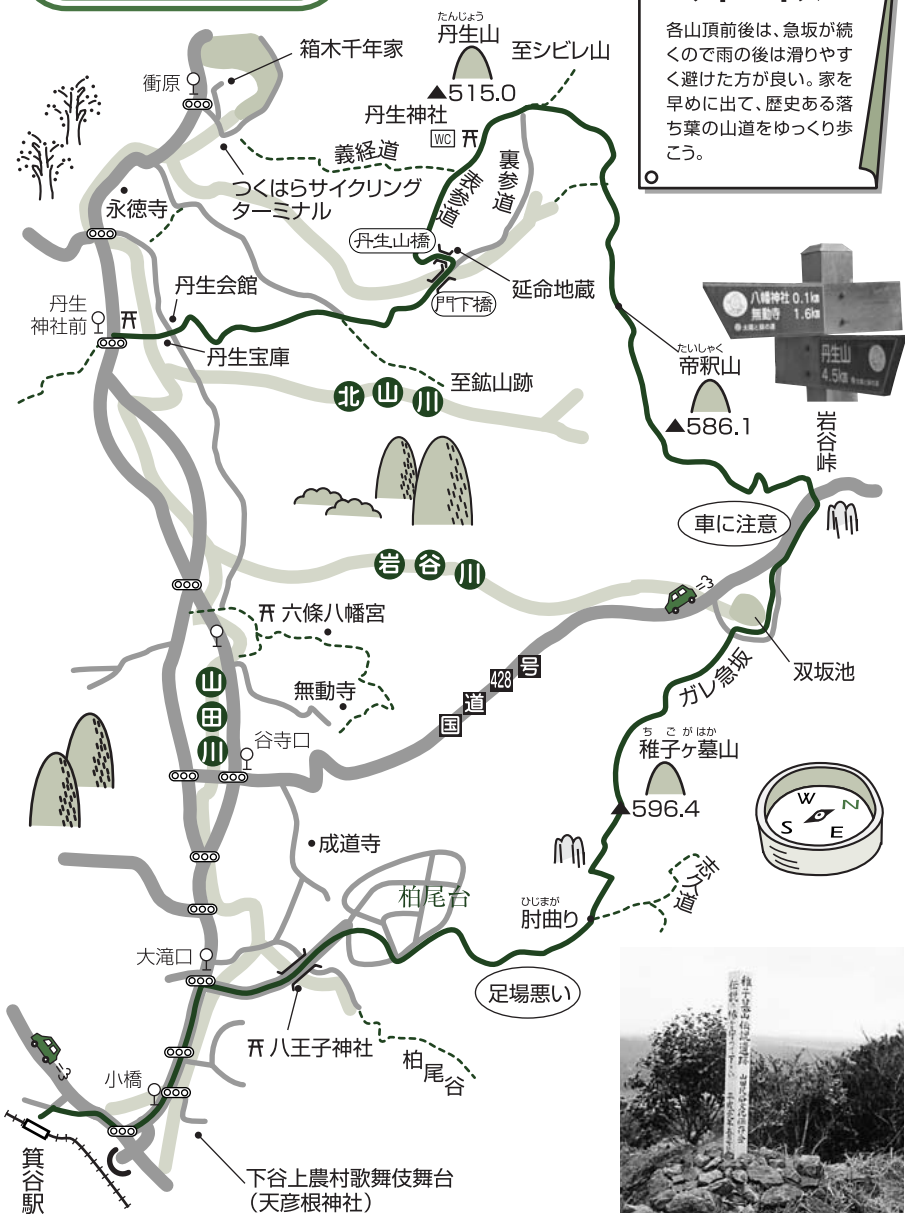 各山頂前後は、急坂が続
くので雨の後は滑りやす
く避けた方が良い。家を
早めに出て、歴史ある落
ち葉の山道をゆっくり歩
こう。
箱木千年家
衝原
たんじょう
丹生山
至シビレ山
▲515.0
丹生神社
WC
義経道
表参道
裏参道
つくはらサイクリング
ターミナル
永徳寺
丹生山橋
延命地蔵
門下橋
丹生会館
丹生
神社前
丹生宝庫
至鉱山跡
北山川
たいしゃく
帝釈山
▲586.1
八幡神社 0.1km
無動寺 1.6km
丹生山
4.5km
岩谷峠
車に注意
岩谷川
六條八幡宮
双坂池
ガレ急坂
無動寺
山田川
国道428号
谷寺口
ちごがはか
稚子ヶ墓山
▲596.4
W
N
S
E
成道寺
柏尾台
志久道
ひじまが
肘曲り
大滝口
足場悪い
八王子神社
柏尾谷
小橋
箕谷駅
下谷上農村歌舞伎舞台
(天彦根神社)